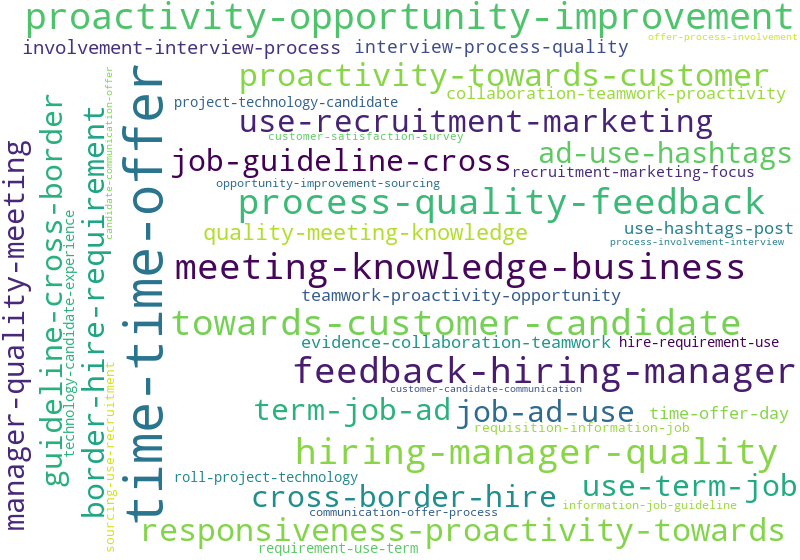 proactivity-opportunity-improvement
offer-process-involvement
involvement-interview-process
interview-process-quality
proactivity-towards-customer
collaboration-teamwork-proactivity
project-technology-candidate
use-recruitment-marketing
customer-satisfaction-survey
ad-use-hashtags
job-guideline-cross
recruitment-marketing-focus
opportunity-improvement-sourcing
process-quality-feedback
use-hashtags-post
quality-meeting-knowledge
process-involvement-interview
meeting-knowledge-business
teamwork-proactivity-opportunity
towards-customer-candidate
evidence-collaboration-teamwork
hire-requirement-use
feedback-hiring-manager
customer-candidate-communication
term-job-ad
job-ad-use
time-offer-day
requisition-information-job
hiring-manager-quality
roll-project-technology
use-term-job
cross-border-hire
information-job-guideline
communication-offer-process
responsiveness-proactivity-towards
requirement-use-term
manager-quality-meeting
guideline-cross-border
technology-candidate-experience
border-hire-requirement
candidate-communication-offer
sourcing-use-recruitment
time-time-offer